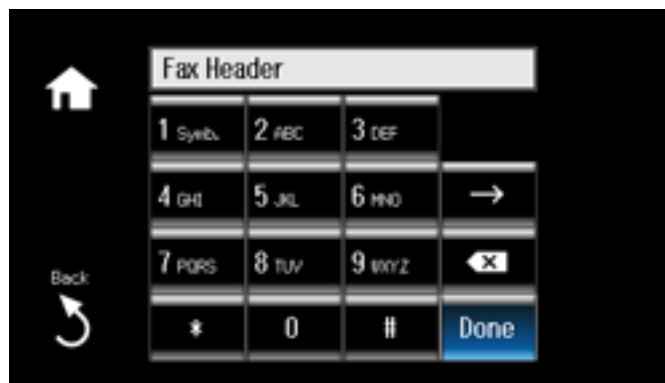 Fax Header
1 Symb. 2 ABC 3 DEF
4 GHI 5 JKL 6 MNO →
7 PQRS 8 TUV 9 WXYZ
Back
* 0 # Done